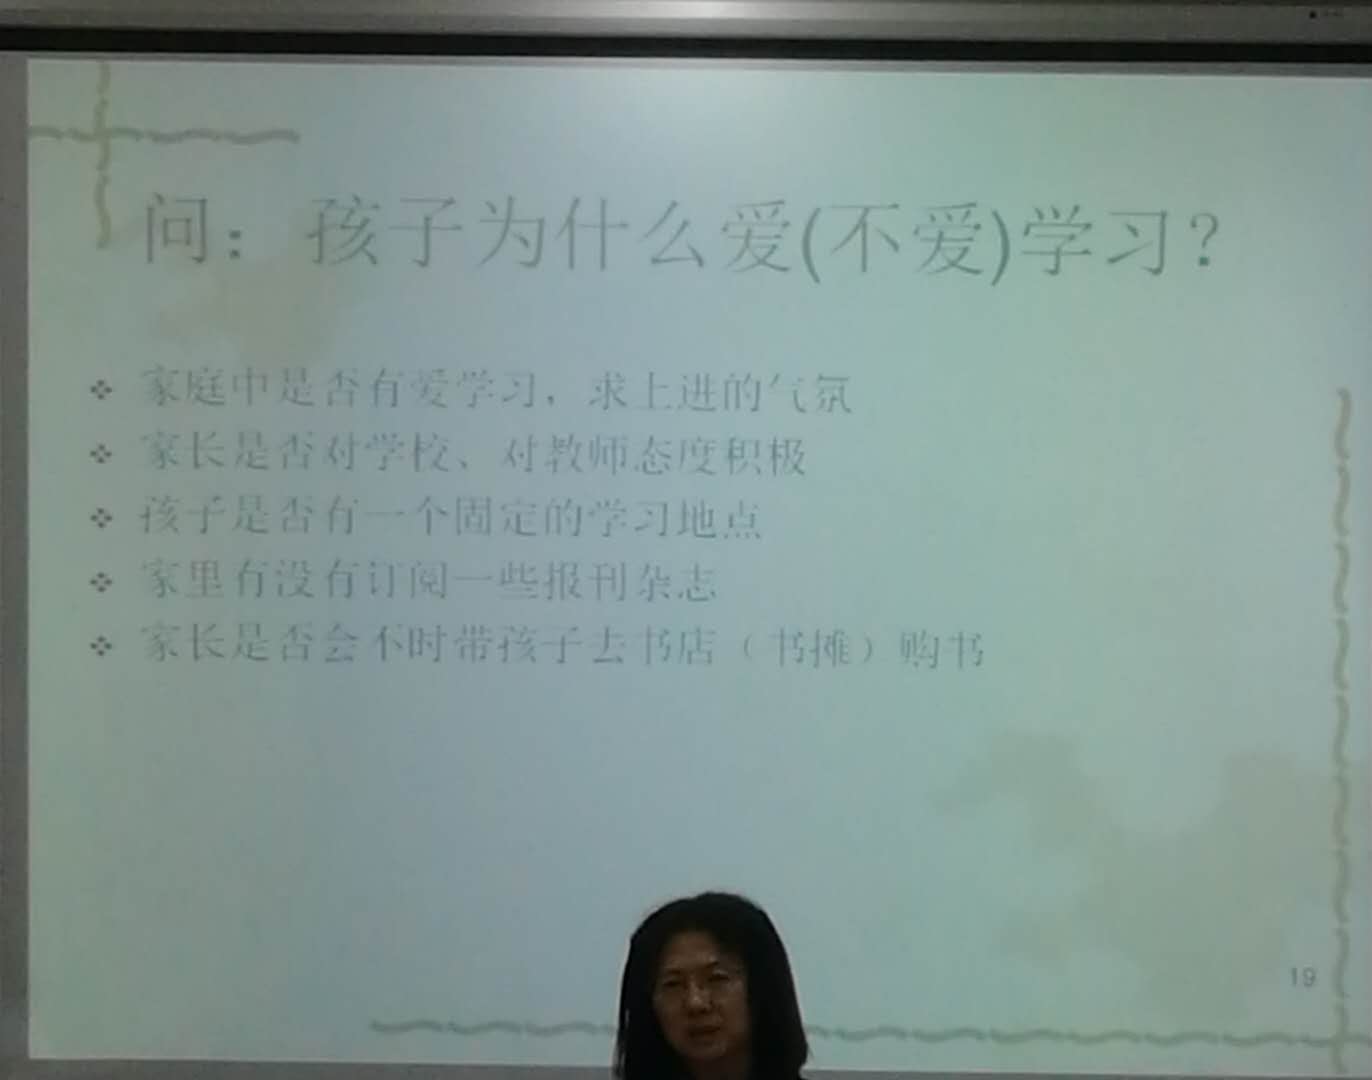 问：孩子为什么爱(不爱)学习?
家庭中是否有爱学习，求上进的气氛
家长是否对学校、对教师态度积极
孩子是否有一个固定的学习地点
家里有没有订阅一些报刊杂志
家长是否会不时带孩子去书店（书摊）购书
19